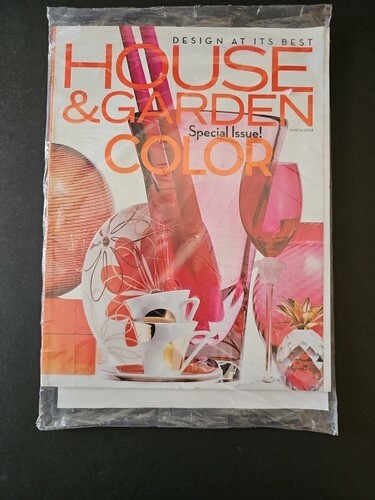 DESIGN AT ITS BEST
HOUSE
&GARDEN
Special Issue!
COLOR